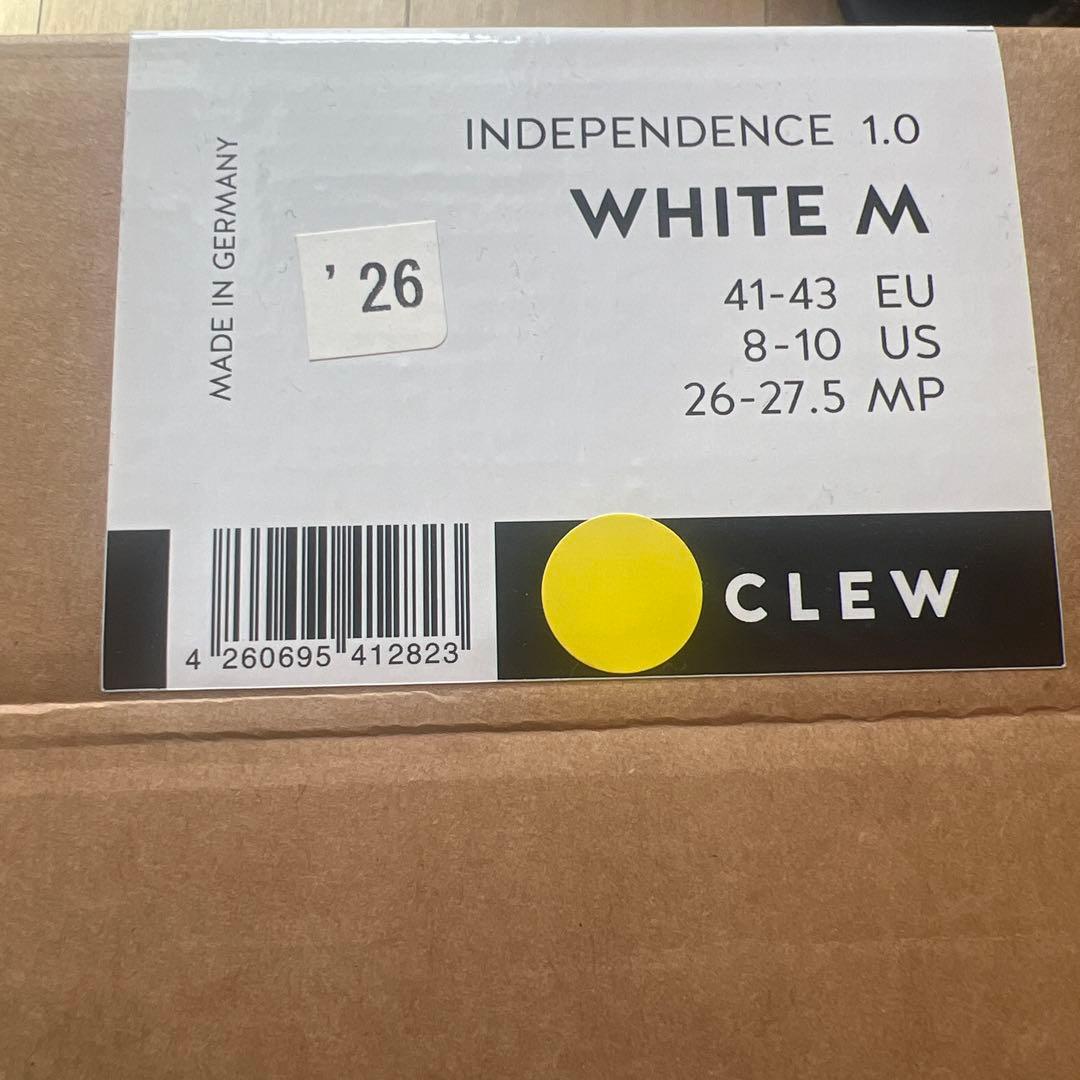 INDEPENDENCE 1.0
WHITE M
41-43 EU
8-10 US
26-27.5 MP
MADE IN GERMANY
'26
4 260695 412823
CLEW